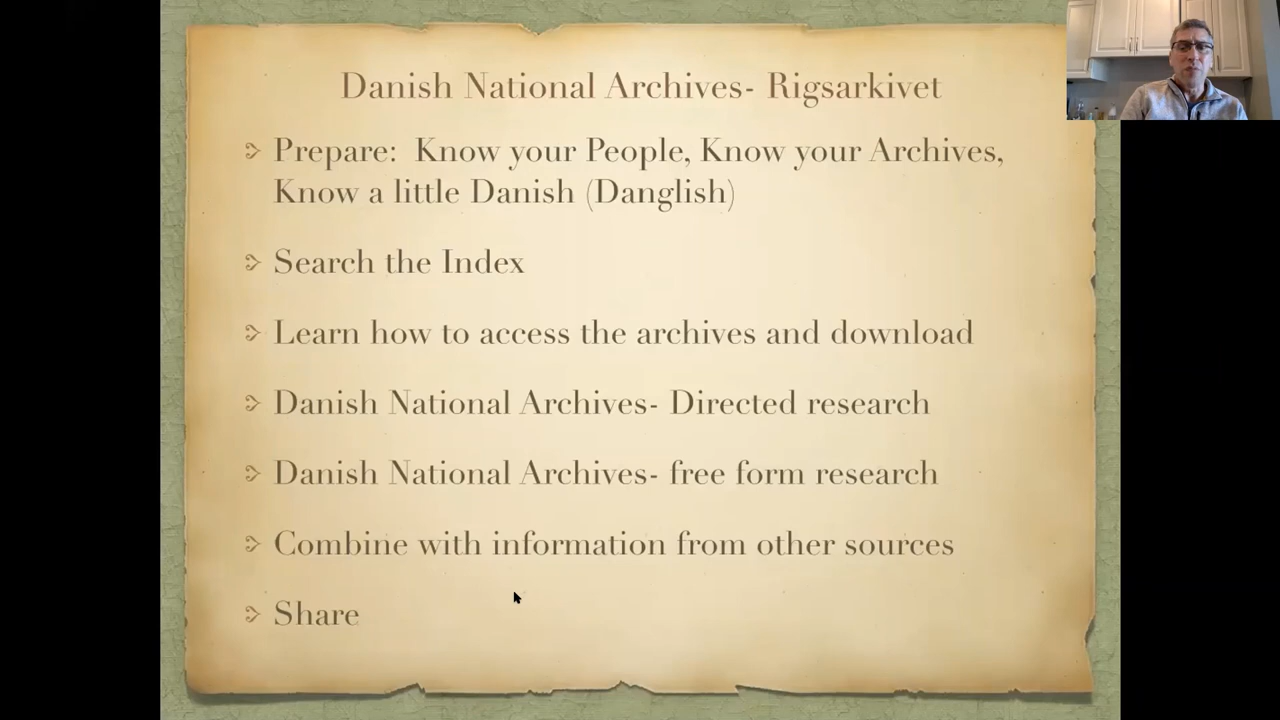 Danish National Archives- Rigsarkivet
Prepare: Know your People, Know your Archives,
Know a little Danish (Danglish)
Search the Index
Learn how to access the archives and download
Danish National Archives- Directed research
Danish National Archives- free form research
Combine with information from other sources
Share